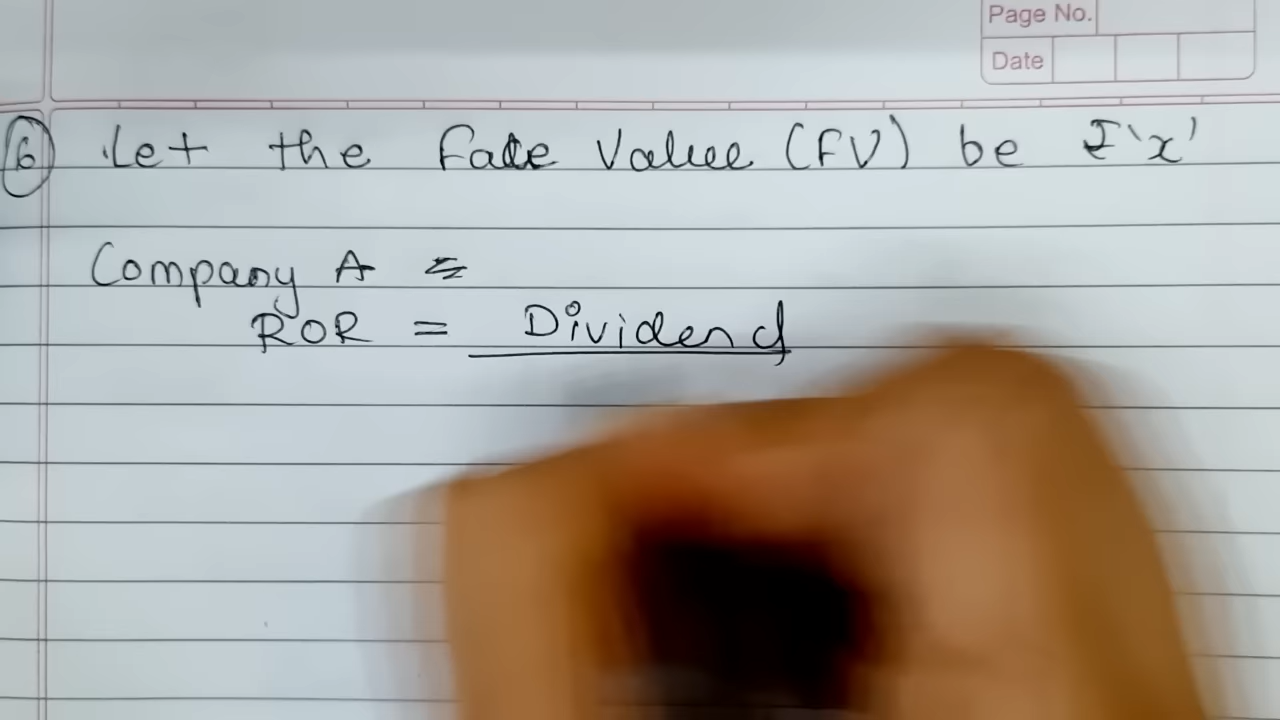 Page No.
Date
6 Let the Face Value (FV) be ₹'x'
Company A =
ROR = Dividend